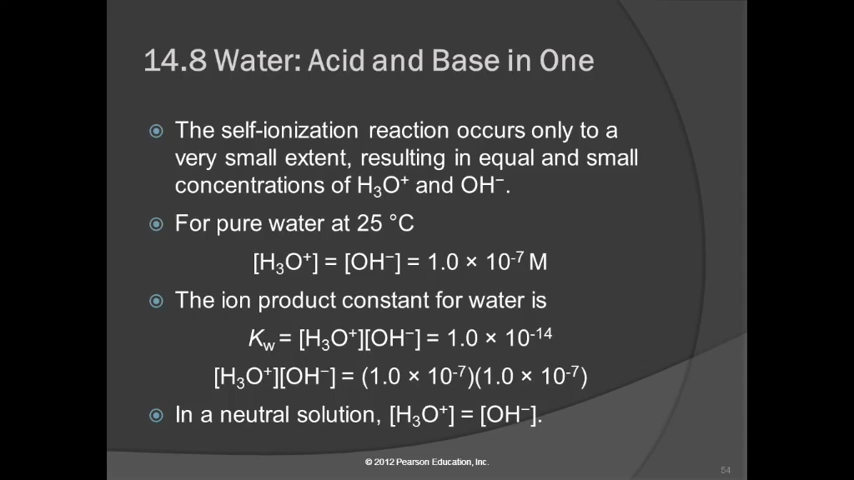 14.8 Water: Acid and Base in One
The self-ionization reaction occurs only to a
very small extent, resulting in equal and small
concentrations of H₃O⁺ and OH⁻.
For pure water at 25 °C
[H₃O⁺] = [OH⁻] = 1.0 × 10⁻⁷ M
The ion product constant for water is
Kw = [H₃O⁺][OH⁻] = 1.0 × 10⁻¹⁴
[H₃O⁺][OH⁻] = (1.0 × 10⁻⁷)(1.0 × 10⁻⁷)
In a neutral solution, [H₃O⁺] = [OH⁻].
© 2012 Pearson Education, Inc.
54